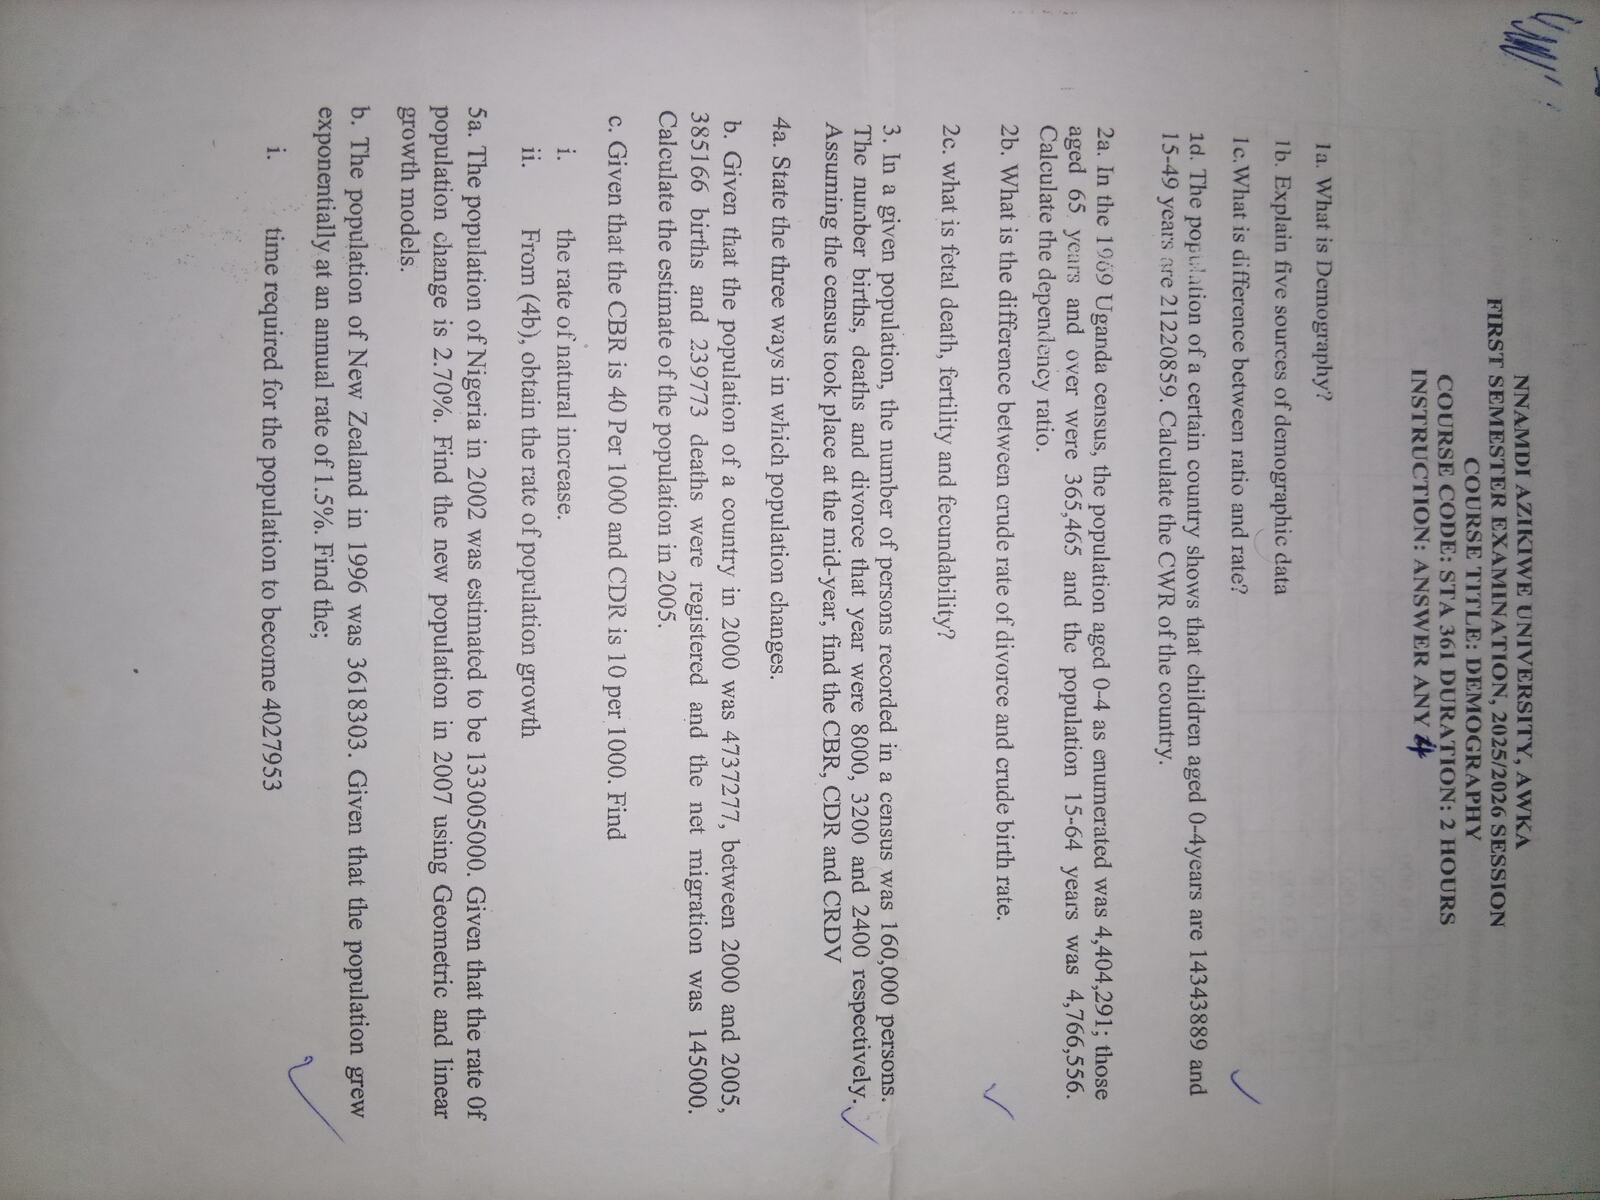 NNAMDI AZIKIWE UNIVERSITY, AWKA
FIRST SEMESTER EXAMINATION, 2025/2026 SESSION
COURSE TITLE: DEMOGRAPHY
COURSE CODE: STA 361 DURATION: 2 HOURS
INSTRUCTION: ANSWER ANY 4
1a. What is Demography?
1b. Explain five sources of demographic data
1c. What is difference between ratio and rate?
1d. The population of a certain country shows that children aged 0-4years are 14343889 and
15-49 years are 21220859. Calculate the CWR of the country.
2a. In the 1969 Uganda census, the population aged 0-4 as enumerated was 4,404,291; those
aged 65 years and over were 365,465 and the population 15-64 years was 4,766,556.
Calculate the dependency ratio.
2b. What is the difference between crude rate of divorce and crude birth rate.
2c. what is fetal death, fertility and fecundability?
3. In a given population, the number of persons recorded in a census was 160,000 persons.
The number births, deaths and divorce that year were 8000, 3200 and 2400 respectively.
Assuming the census took place at the mid-year, find the CBR, CDR and CRDV
4a. State the three ways in which population changes.
b. Given that the population of a country in 2000 was 4737277, between 2000 and 2005,
385166 births and 239773 deaths were registered and the net migration was 145000.
Calculate the estimate of the population in 2005.
c. Given that the CBR is 40 Per 1000 and CDR is 10 per 1000. Find
i. the rate of natural increase.
ii. From (4b), obtain the rate of population growth
5a. The population of Nigeria in 2002 was estimated to be 133005000. Given that the rate 0f
population change is 2.70%. Find the new population in 2007 using Geometric and linear
growth models.
b. The population of New Zealand in 1996 was 3618303. Given that the population grew
exponentially at an annual rate of 1.5%. Find the;
i. time required for the population to become 4027953